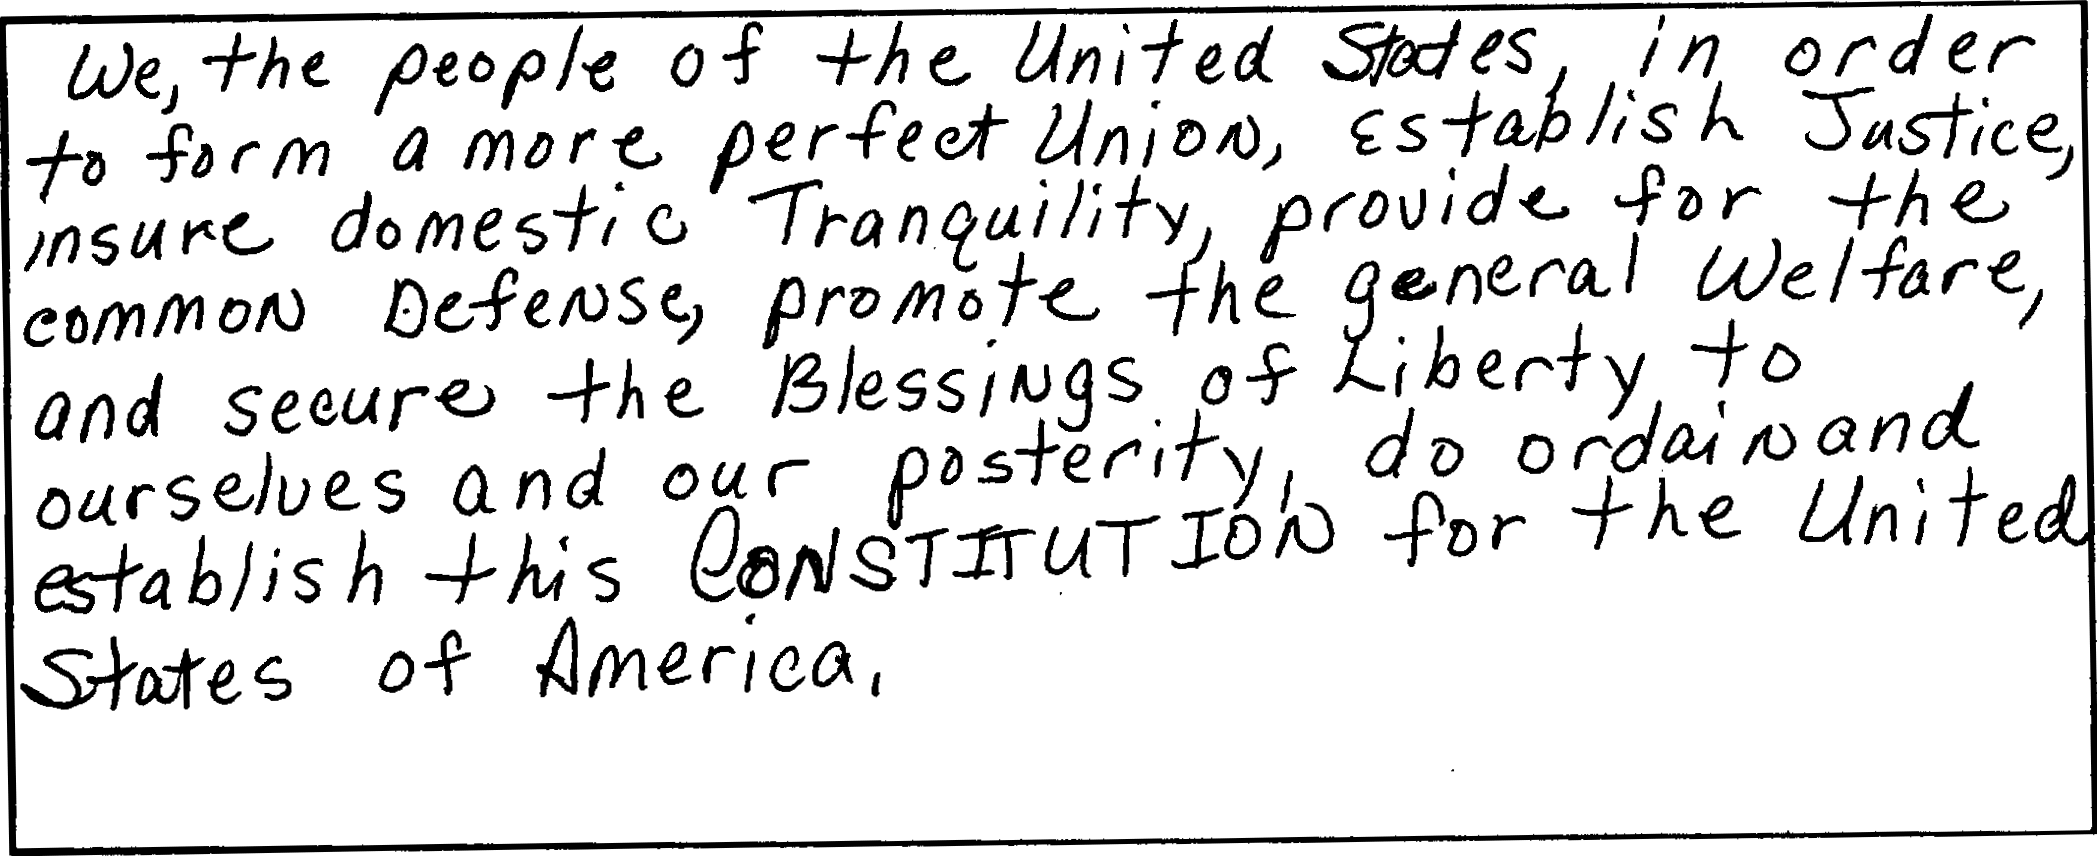 We, the people of the United States, in order
to form a more perfect Union, establish Justice,
insure domestic Tranquility, provide for the
common Defense, promote the general Welfare,
and secure the Blessings of Liberty to
ourselves and our posterity, do ordain and
establish this CONSTITUTION for the United
States of America.